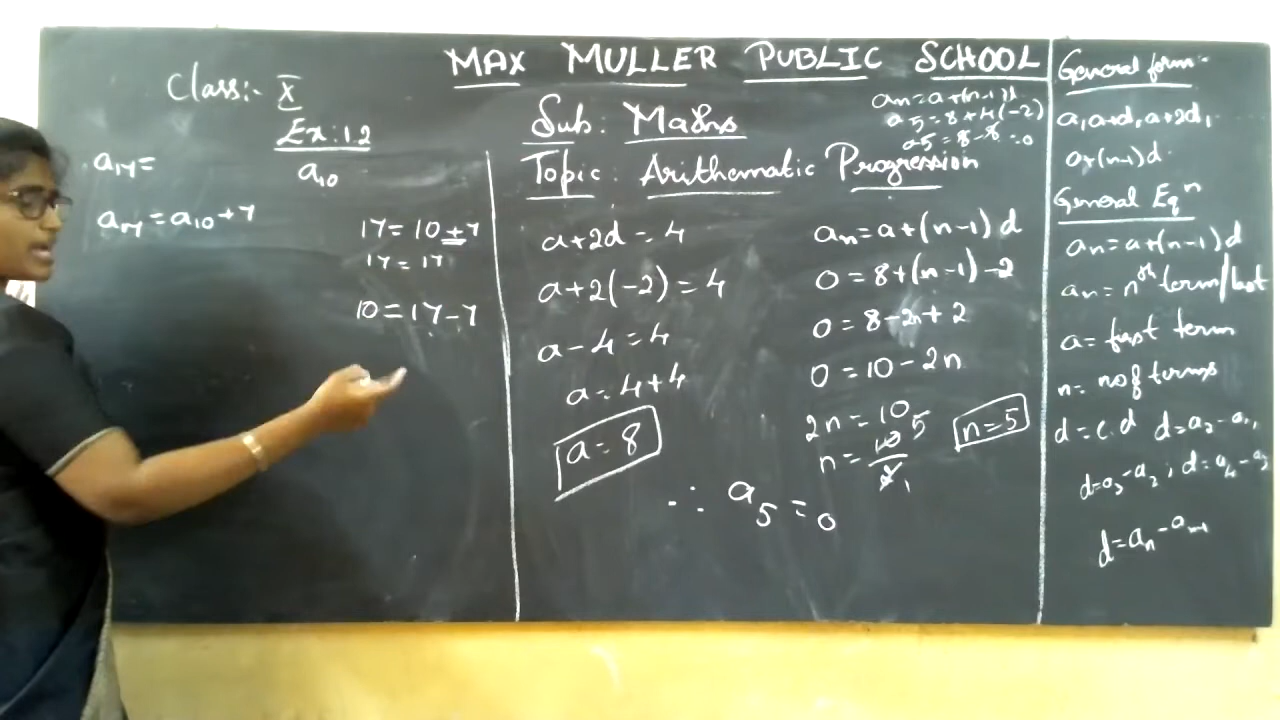 MAX MULLER PUBLIC SCHOOL
Class:- X
Ex: 1.2
a17 =
a10
a17 = a10 + 7
17 = 10 + 7
17 = 17
10 = 17 - 7
Sub: Maths
Topic: Arithematic Progression
an = a + (n-1) d
a5 = 8 + 4(-2)
a5 = 8 - 8 = 0
a + 2d = 4
a + 2(-2) = 4
a - 4 = 4
a = 4 + 4
a = 8
an = a + (n-1) d
0 = 8 + (n-1) -2
0 = 8 - 2n + 2
0 = 10 - 2n
2n = 10
n = 10/2 5 1
n = 5
∴ a5 = 0
General form:-
a, a+d, a+2d,
a+(n-1)d.
General Eqn
an = a+(n-1)d
an = nth term/last
a = first term
n = no of terms
d = c.d d = a2 - a1,
d = a3 - a2, d = a4 - a3
d = an - an-1